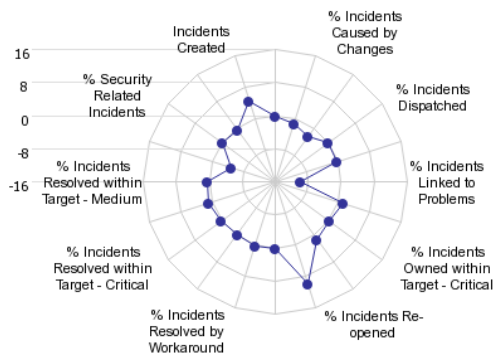 Incidents
Created
% Incidents
Caused by
Changes
% Incidents
Dispatched
% Incidents
Linked to
Problems
% Incidents
Owned within
Target - Critical
% Incidents Re-
opened
% Incidents
Resolved by
Workaround
% Incidents
Resolved within
Target - Critical
% Incidents
Resolved within
Target - Medium
% Security
Related
Incidents
16
8
0
-8
-16